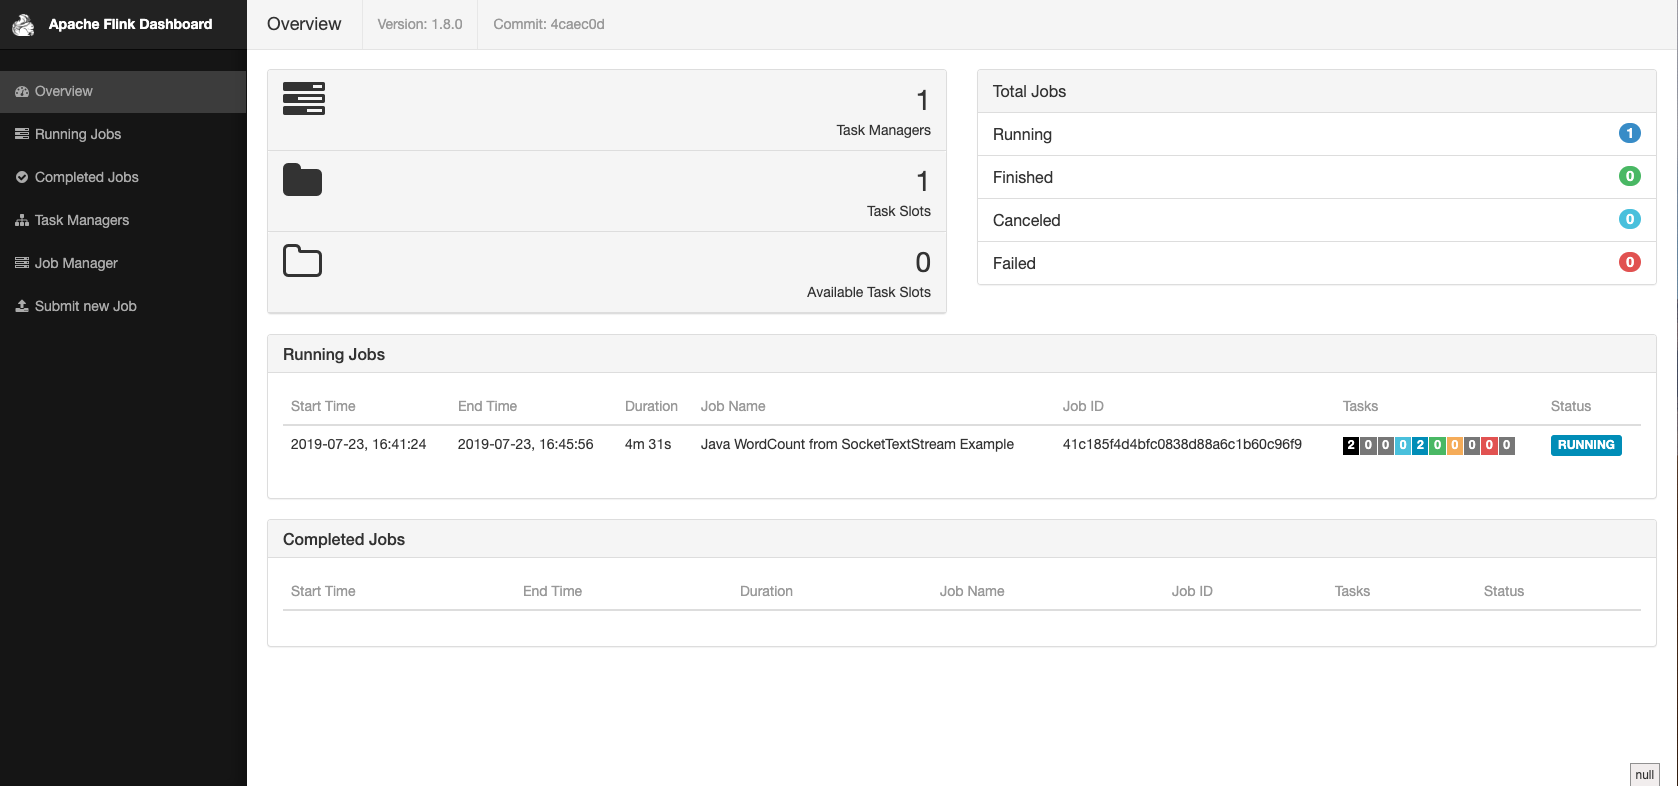 Apache Flink Dashboard
Overview Version: 1.8.0 Commit: 4caec0d
Overview
Running Jobs
Completed Jobs
Task Managers
Job Manager
Submit new Job
1
Task Managers
1
Task Slots
0
Available Task Slots
Total Jobs
Running 1
Finished 0
Canceled 0
Failed 0
Running Jobs
Start Time End Time Duration Job Name Job ID Tasks Status
2019-07-23, 16:41:24 2019-07-23, 16:45:56 4m 31s Java WordCount from SocketTextStream Example 41c185f4d4bfc0838d88a6c1b60c96f9 2 0 0 0 2 0 0 0 0 0 RUNNING
Completed Jobs
Start Time End Time Duration Job Name Job ID Tasks Status
null